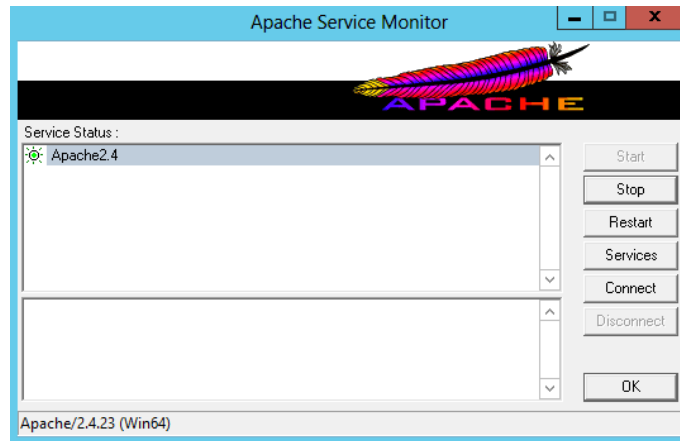 Apache Service Monitor
APACHE
Service Status :
Apache2.4
Start
Stop
Restart
Services
Connect
Disconnect
OK
Apache/2.4.23 (Win64)